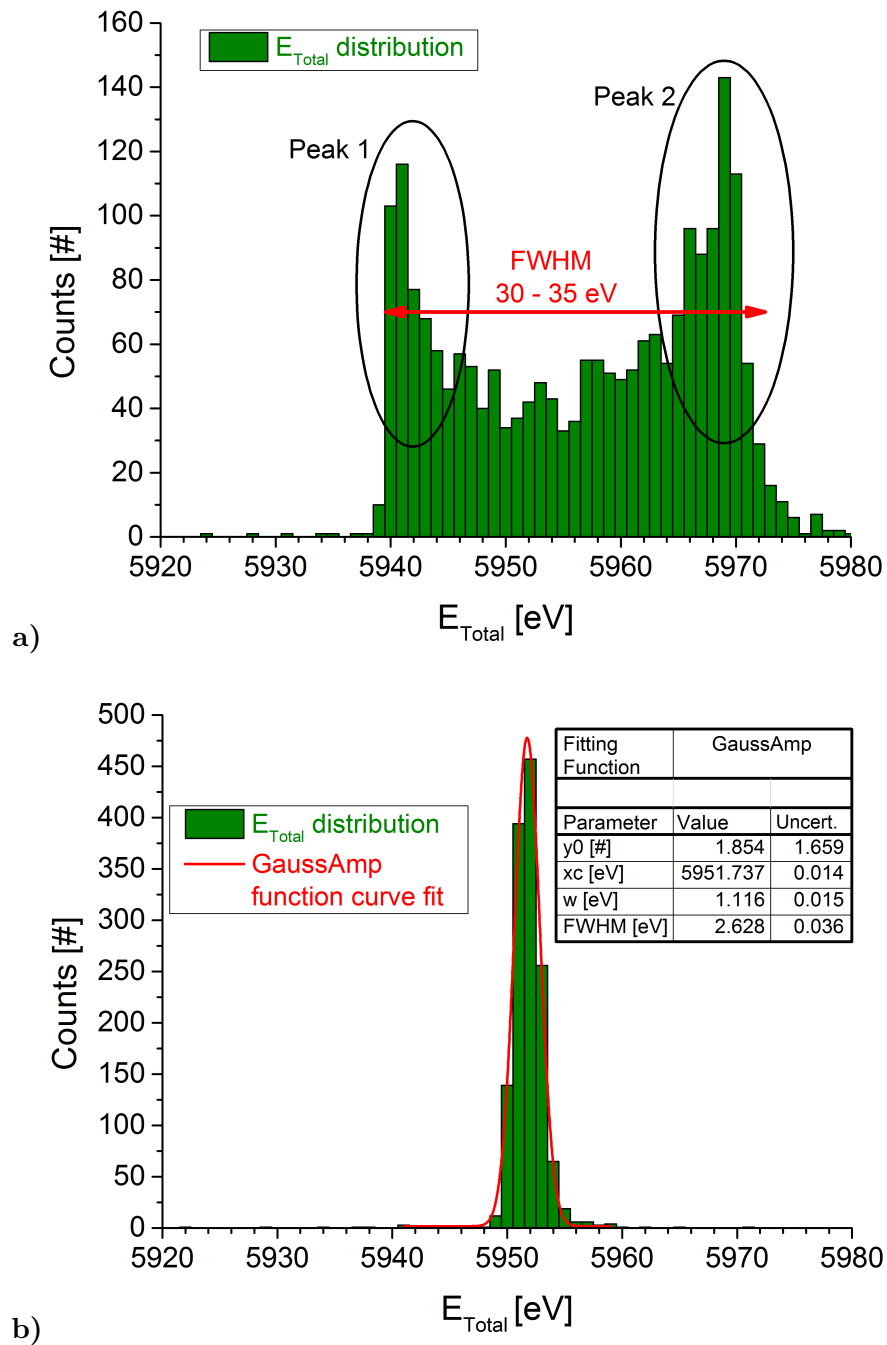 160
140
120
100
80
60
40
20
0
Counts [#]
E_Total distribution
Peak 1
Peak 2
FWHM
30 - 35 eV
5920 5930 5940 5950 5960 5970 5980
E_Total [eV]
a)
500
450
400
350
300
250
200
150
100
50
0
Counts [#]
E_Total distribution
GaussAmp
function curve fit
Fitting Function GaussAmp
Parameter Value Uncert.
y0 [#] 1.854 1.659
xc [eV] 5951.737 0.014
w [eV] 1.116 0.015
FWHM [eV] 2.628 0.036
5920 5930 5940 5950 5960 5970 5980
E_Total [eV]
b)